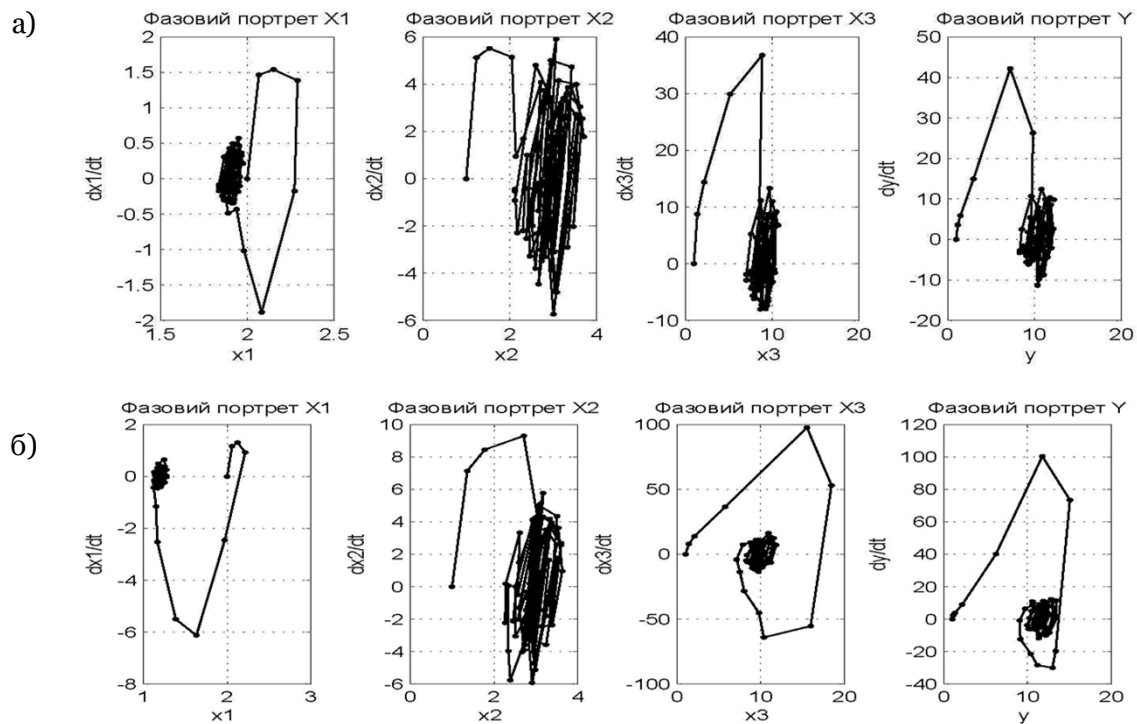 а)
Фазовий портрет X1
2
1.5
1
0.5
0
-0.5
-1
-1.5
-2
dx1/dt
1.5 2 2.5
x1
Фазовий портрет X2
6
4
2
0
-2
-4
-6
dx2/dt
0 2 4
x2
Фазовий портрет X3
40
30
20
10
0
-10
dx3/dt
0 10 20
x3
Фазовий портрет Y
50
40
30
20
10
0
-10
-20
dy/dt
0 10 20
y
б)
Фазовий портрет X1
2
0
-2
-4
-6
-8
dx1/dt
1 2 3
x1
Фазовий портрет X2
10
8
6
4
2
0
-2
-4
-6
dx2/dt
0 2 4
x2
Фазовий портрет X3
100
50
0
-50
-100
dx3/dt
0 10 20
x3
Фазовий портрет Y
120
100
80
60
40
20
0
-20
-40
dy/dt
0 10 20
y